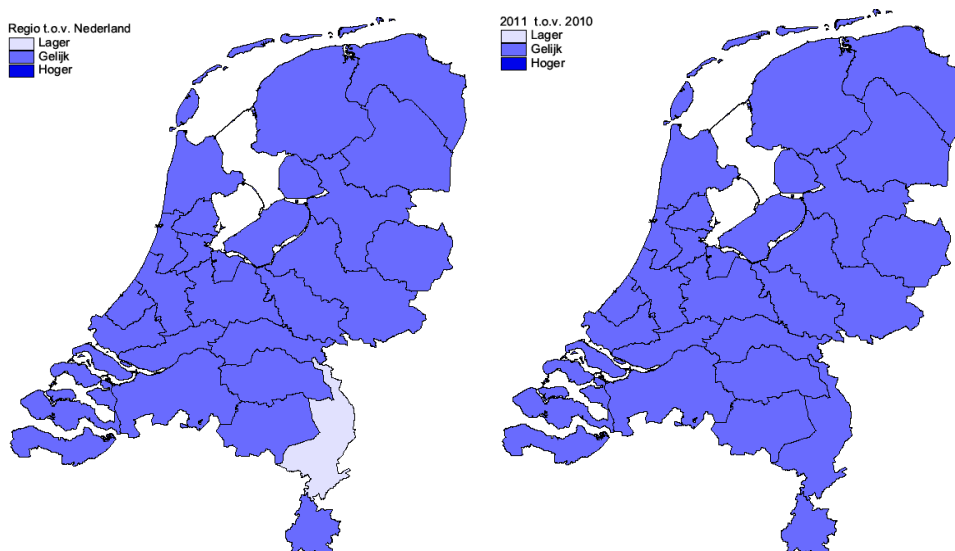 Regio t.o.v. Nederland
Lager
Gelijk
Hoger
2011 t.o.v. 2010
Lager
Gelijk
Hoger